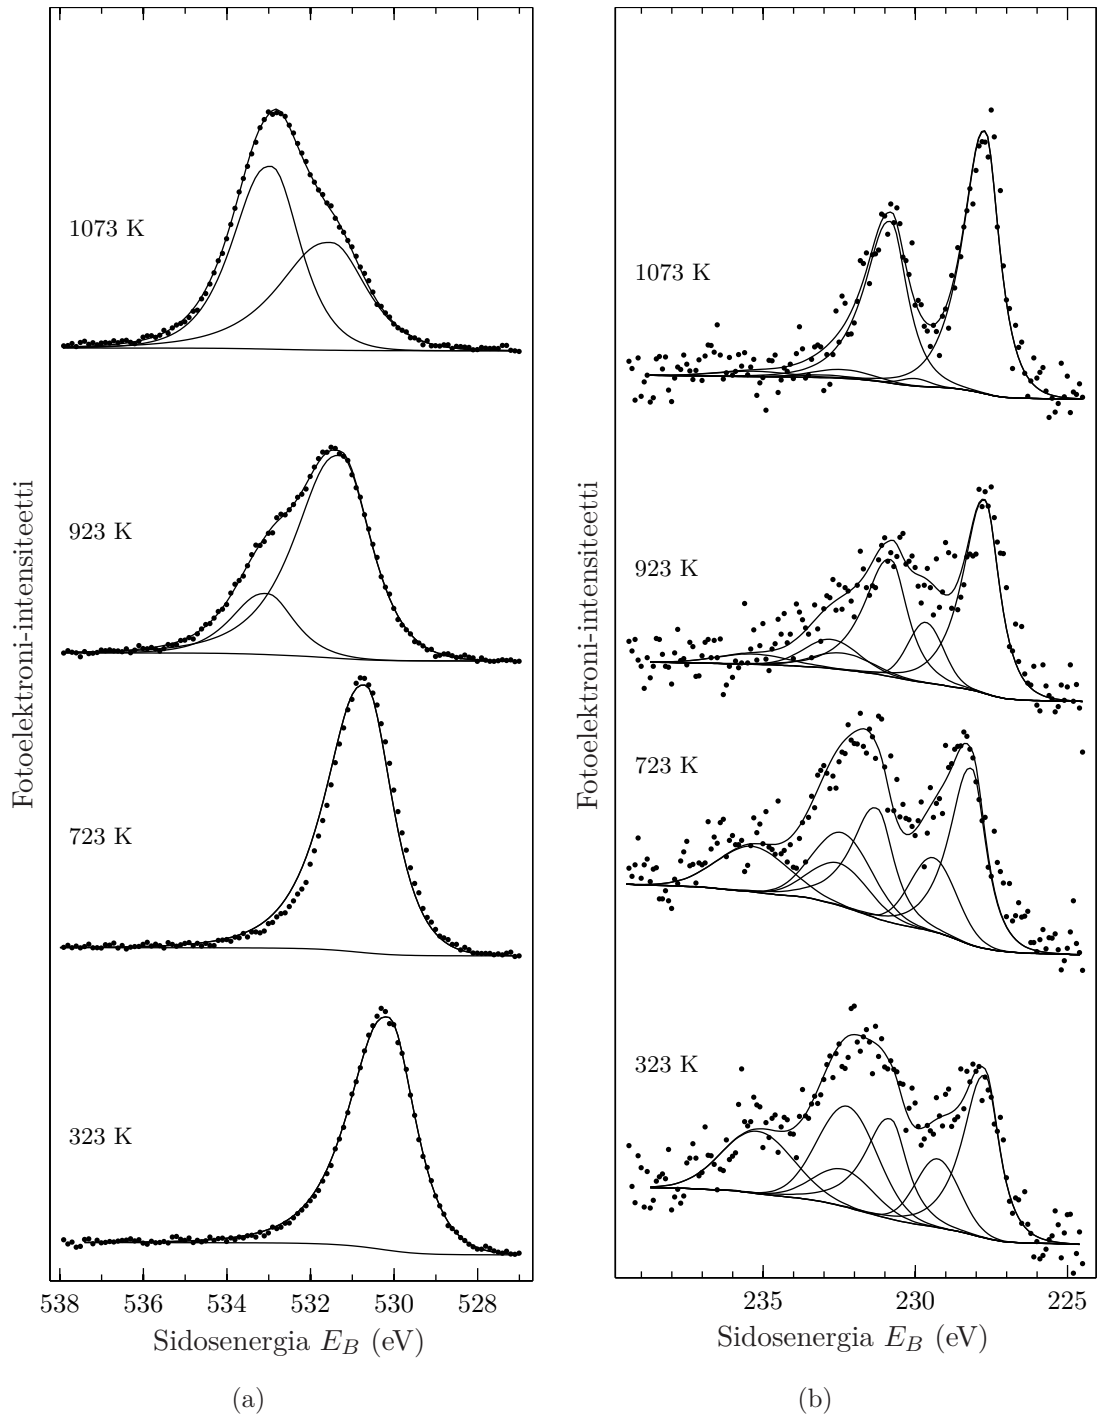 Fotoelektroni-intensiteetti
1073 K
923 K
723 K
323 K
538 536 534 532 530 528
Sidosenergia E_B (eV)
(a)
Fotoelektroni-intensiteetti
1073 K
923 K
723 K
323 K
235 230 225
Sidosenergia E_B (eV)
(b)